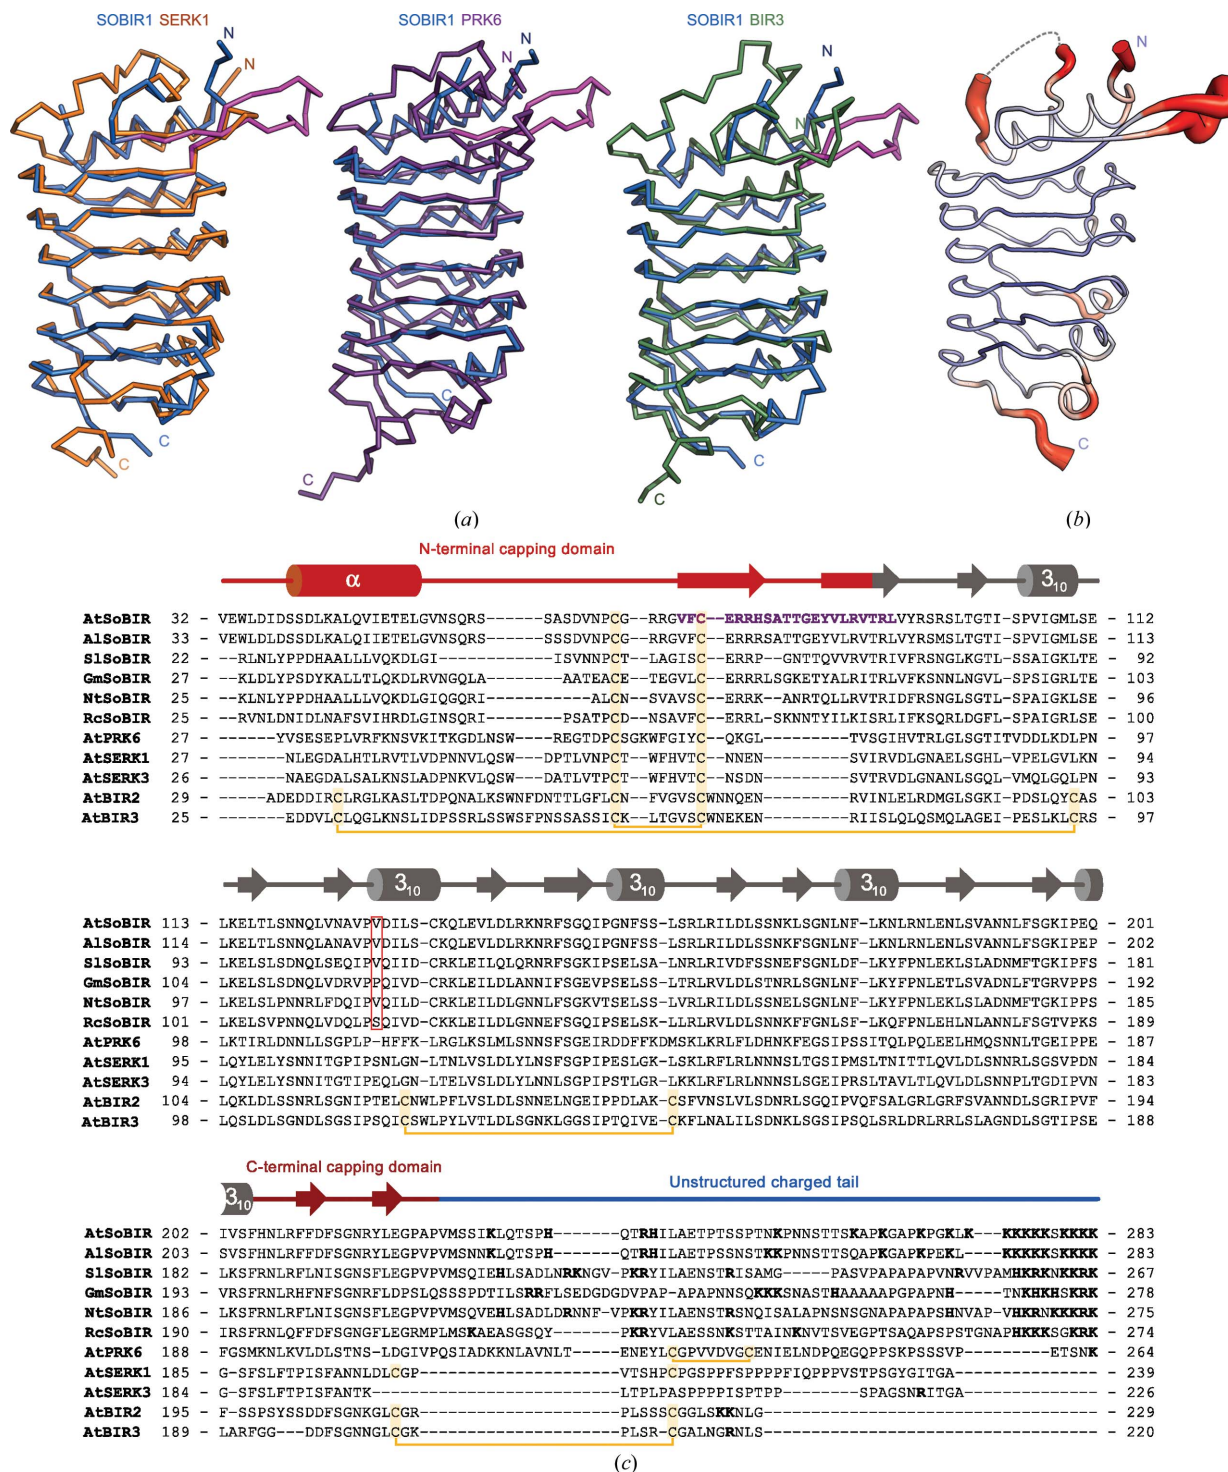 SOBIR1 SERK1
SOBIR1 PRK6
SOBIR1 BIR3
N
N
N
N
N
N
C
C
C
C
C
C
C
(a)
(b)
N-terminal capping domain
α
3₁₀
AtSoBIR 32 - VEWLDIDSSDLKALQVIETELGVNSQRS------SASDVNPCG--RRGVFC--ERRHSATTGEYVLRVTRLVYRSRSLTGTI-SPVIGMLSE - 112
AlSoBIR 33 - VEWLDLDSSDLKALQIIETELGVNSQRS------SASDVNPCG--RRGVFC--ERRHSATTGEYVLRVTRLVYRSRMSLTGTI-SPVIGMLSE - 113
SlSoBIR 22 - --RLNLYPPDHAALLLVQKDLGI---------ISVNNPCT--LAGISC--ERRP--GNTTQVVRVTRIVFRSNGLKGTL-SSAIGKLTE - 92
GmSoBIR 27 - --KLDLYPSDYKALLTLQKDLRVNGQLA-------AATEACE--TEGVLC--ERRRLSGKETYALRITRLVFKSNNLNGVL-SPSIGRLTE - 103
NtSoBIR 25 - --KLNLYPPDHAALLLVQKDLGIQGQRI---------ALCN--SVAVSC--ERRK--ANRTQLLRVTRIDFRSNGLSGTL-SPAIGKLSE - 96
RcSoBIR 25 - --RVNLDNIDLNAFSVIHRDLGINSQRI------PSATPCD--NSAVFC--ERRL-SKNNTYILKISRLIFKSQRLDGFL-SPAIGRLSE - 100
AtPRK6 27 - -----YVSESEPLVRFKNSVKITKGDLNSW----REGTDPCSGKWFGIYC--QKGL-------TVSGIHVTRLGLSGTITVDDLKDLPN - 97
AtSERK1 27 - ------NLEGDALHTLRVTLVDPNNVLQSW---DPTLVNPCT--WFHVTC--NNEN-------SVIRVDLGNAELSGHL-VPELGVLKN - 94
AtSERK3 26 - ------NAEGDALSALKNSLADPNKVLQSW---DATLVTPCT--WFHVTC--NSDN-------SVTRVDLGNANLSGQL-VMQLGQLPN - 93
AtBIR2 29 - ----ADEDDIRCLRGLKASLTDPQNALKSWNFDNTTLGFLCN--FVGVSCWNNQEN-------RVINLELRDMGLSGKI-PDSLQYCAS - 103
AtBIR3 25 - ------EDDVLCLQGLKNSLIDPSSRLSSWSFPNSSASSICK--LTGVSCWNEKEN-------RIISLQLQSMQLAGEI-PESLKLCRS - 97
3₁₀
3₁₀
3₁₀
AtSoBIR 113 - LKELTLSNNQLVNAVPVDILS-CKQLEVLDLRKNRFSGQIPGNFSS-LSRLRILDLSSNKLSGNLNF-LKNLRNLENLSVANNLFSGKIPEQ - 201
AlSoBIR 114 - LKELTLSNNQLANAVPVDILS-CKQLEVLDLRKNRFSGQIPGNFSS-LSRLRILDLSSNKFSGNLNF-LKNLRNLENLSVANNLFSGKIPEP - 202
SlSoBIR 93 - LKELSLSDNQLSEQIPVQIID-CRKLEILQLQRNRFSGKIPSELSA-LNRLRIVDFSSNEFSGNLDF-LKYFPNLEKLSLADNMFTGKIPFS - 181
GmSoBIR 104 - LKELSLSDNQLVDRVPPQIVD-CRKLEILDLANNIFSGEVPSELSS-LTRLRVLDLSTNKLSGNLNF-LKYFPNLETLSVADNLFTGRVPPS - 192
NtSoBIR 97 - LKELSLPNNRLFDQIPVQILD-CRKLEILDLGNNLFSGKVTSELSS-LVRLRILDLSSNEFSGNLNF-LKYFPNLEKLSLADNMFTGKIPPS - 185
RcSoBIR 101 - LKELSVPNNQLVDQLPSQIVD-CKKLEILDLGNNEFSGQIPSELSK-LLRLRVLDLSNNKFFGNLSF-LKQFPNLEHLNLANNLFSGTVPKS - 189
AtPRK6 98 - LKTIRLDNNLLSGPLP-HFFK-LRGLKSLMLSNNSFSGEIRDDFFKDMSKLKRLFLDHNKFEGSIPSSITQLPQLEELHMQSNNLTGEIPPE - 187
AtSERK1 95 - LQYLELYSNNITGPIPSNLGN-LTNLVSLDLYLNSFSGPIPESLGK-LSKLRFLRLNNNSLTGSIPMSLTNITTLQVLDLSNNRLSGSVPDN - 184
AtSERK3 94 - LQYLELYSNNITGTIPEQLGN-LTELVSLDLYLNNLSGPIPSTLGR-LKKLRFLRLNNNSLSGEIPRSLTAVLTLQVLDLSNNPLTGDIPVN - 183
AtBIR2 104 - LQKLDLSSNRLSGNIPTELCNWLPFLVSLDLSNNELNGEIPPDLAK-CSFVNSLVLSDNRLSGQIPVQFSALGRLGRFSVANNDLSGRIPVF - 194
AtBIR3 98 - LQSLDLSGNDLSGSIPSQICSWLPYLVTLDLSGNKLGGSIPTQIVE-CKFLNALILSDNKLSGSIPSQLSRLDRLRRLSLAGNDLSGTIPSE - 188
3₁₀
C-terminal capping domain
Unstructured charged tail
AtSoBIR 202 - IVSFHNLRFFDFSGNRYLEGPAPVMSSIKLQTSPH-------QTRHILAETPTSSPTNKPNNSTTSKAPKGAPKPGKLK---KKKKKSKKKK - 283
AlSoBIR 203 - SVSFHNLRFFDFSGNRYLEGPAPVMSSNKLQTSPH-------QTRHILAETPSSNSTKKPNNSTTSQAPKGAPKPGKL----KKKKKSKKKK - 283
SlSoBIR 182 - LKSFRNLRFLNISGNSFLEGPVPVMSQIEHLSADLNRKNGV-PKRYILAENSTRISAMG-----PASVPAPAPAPVNRVVPAMHKRKNKKRK - 267
GmSoBIR 193 - VRSFRNLRHFNFSGNRFLDPSLQSSSSPDTILSRRFLSEDGDGDVPAP-APAPNNSQKKKSNASTHAAAAAPGPAPNH-----TNKHKHSKRK - 278
NtSoBIR 186 - LKSFRNLRFLNISGNSFLEGPVPVMSQVEHLSADLDRNNF-VPKRYILAENSTRSNQISALAPNSNSGNAPAPAPSHNVAP-VHKRNKKKRK - 275
RcSoBIR 190 - IRSFRNLQFFDFSGNGFLEGRMPLMSKAEASGSQY-------PKRYVLAESSNKSTTAINKNVTSVEGPTSAQAPSPSTGNAPHKKKSGKRK - 274
AtPRK6 188 - FGSMKNLKVLDLSTNS-LDGIVPQSIADKKNLAVNLT-----ENEYLCGPVVDVGCENIELNDPQEGQPPSKPSSSVP------ETSNK - 264
AtSERK1 185 - G-SFSLFTPISFANNLDLCGP-------------------VTSHPCPGSPPFSPPPPFIQPPPVSTPSGYGITGA - 239
AtSERK3 184 - G-SFSLFTPISFANTK------------------------LTPLPASPPPPISPTPP-----SPAGSNRITGA - 226
AtBIR2 195 - F-SSPSYSSDDFSGNKGLCGR-------------------PLSSSCGGLSKKNLG - 229
AtBIR3 189 - LARFGG---DDFSGNNGLCGK-------------------PLSR-CGALNGRNLS - 220
(c)